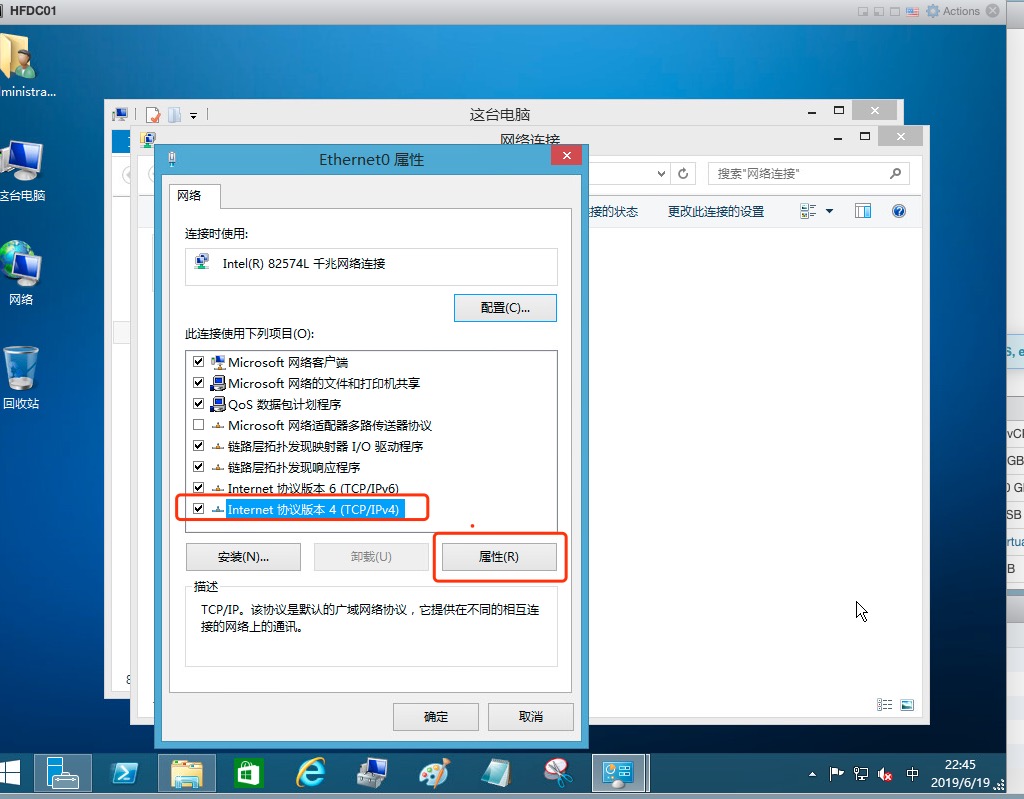 HFDC01
Actions
ministra...
这台电脑
这台电脑
网络连接
网络
回收站
Ethernet0 属性
搜索"网络连接"
接的状态
更改此连接的设置
网络
连接时使用:
Intel(R) 82574L 千兆网络连接
配置(C)...
此连接使用下列项目(O):
Microsoft 网络客户端
Microsoft 网络的文件和打印机共享
QoS 数据包计划程序
Microsoft 网络适配器多路传送器协议
链路层拓扑发现映射器 I/O 驱动程序
链路层拓扑发现响应程序
Internet 协议版本 6 (TCP/IPv6)
Internet 协议版本 4 (TCP/IPv4)
安装(N)...
卸载(U)
属性(R)
描述
TCP/IP。该协议是默认的广域网络协议，它提供在不同的相互连
接的网络上的通讯。
确定
取消
S, e
vCP
GB
0 G
SB
rtua
B
8
中
22:45
2019/6/19